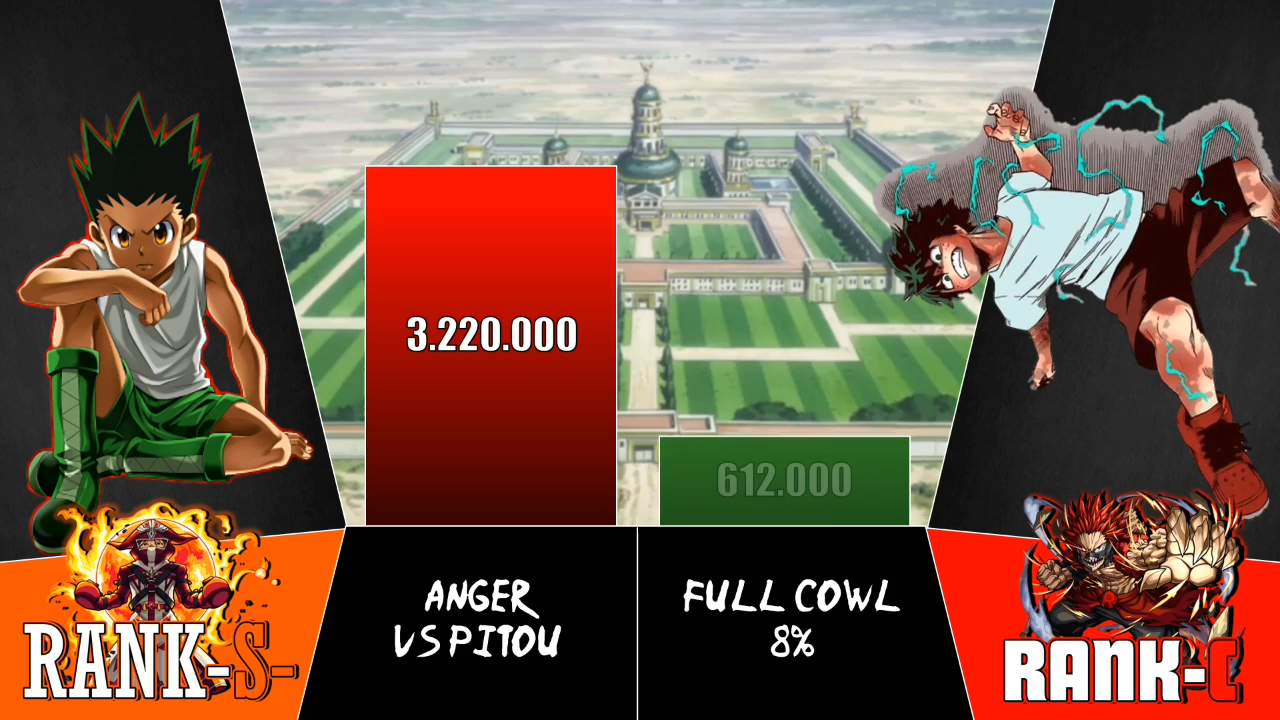 3.220.000
612.000
ANGER
VS PITOU
FULL COWL
8%
RANK-S-
RANK-C